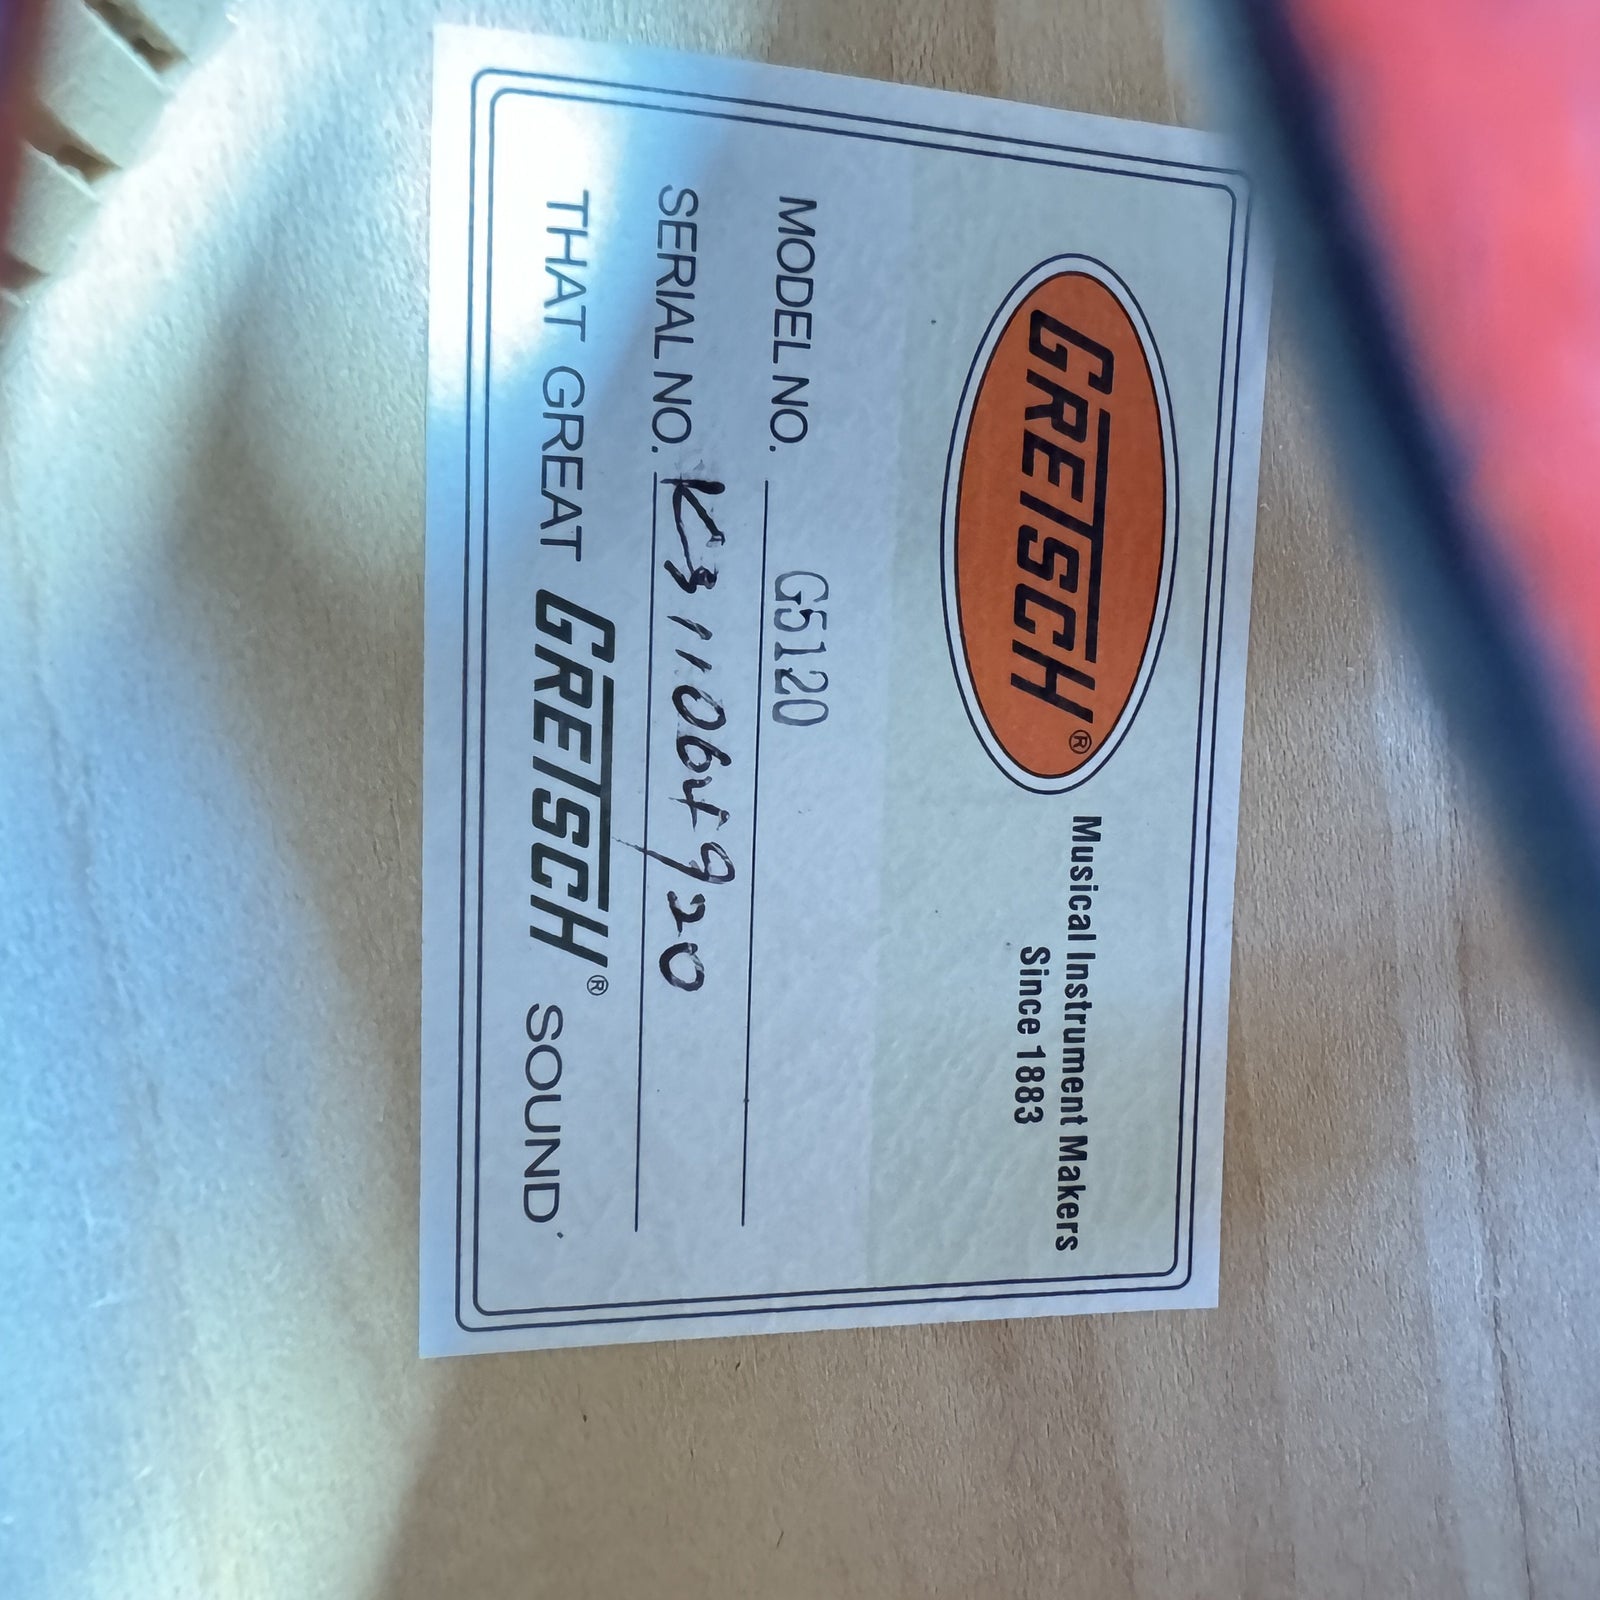 GRETSCH®
Musical Instrument Makers
Since 1883
MODEL NO. G5120
SERIAL NO. KS11064920
THAT GREAT GRETSCH® SOUND